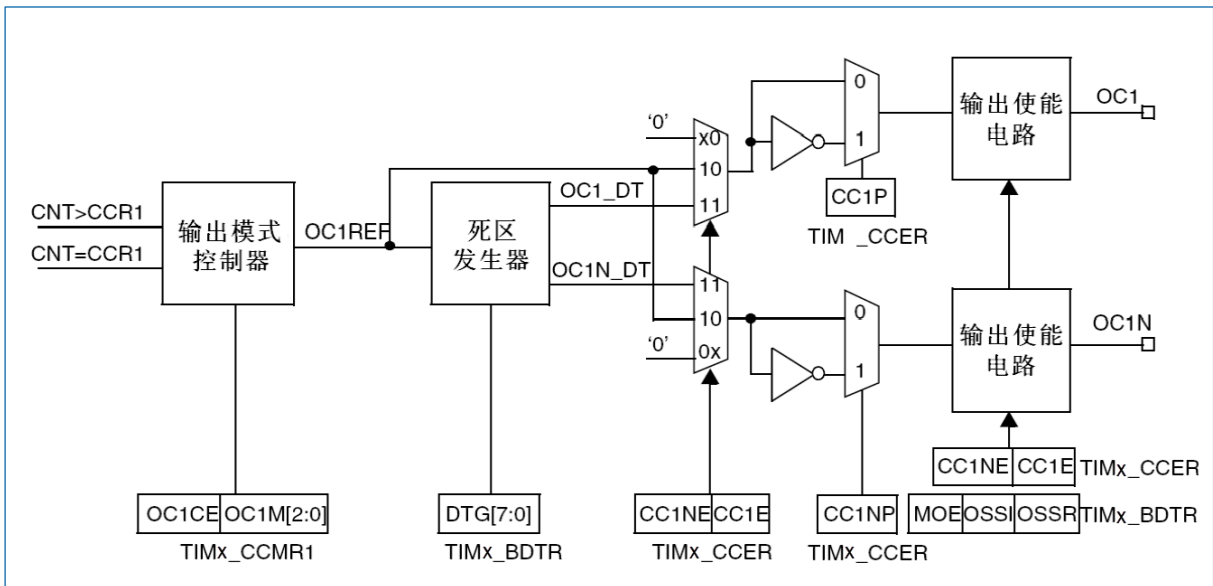 CNT>CCR1
CNT=CCR1
输出模式
控制器
OC1REF
死区
发生器
OC1_DT
OC1N_DT
'0'
x0
10
11
11
10
0x
'0'
0
1
CC1P
TIM _CCER
0
1
输出使能
电路
OC1
输出使能
电路
OC1N
OC1CE OC1M[2:0]
TIMx_CCMR1
DTG[7:0]
TIMx_BDTR
CC1NE CC1E
TIMx_CCER
CC1NP
TIMx_CCER
CC1NE CC1E TIMx_CCER
MOE OSSI OSSR TIMx_BDTR